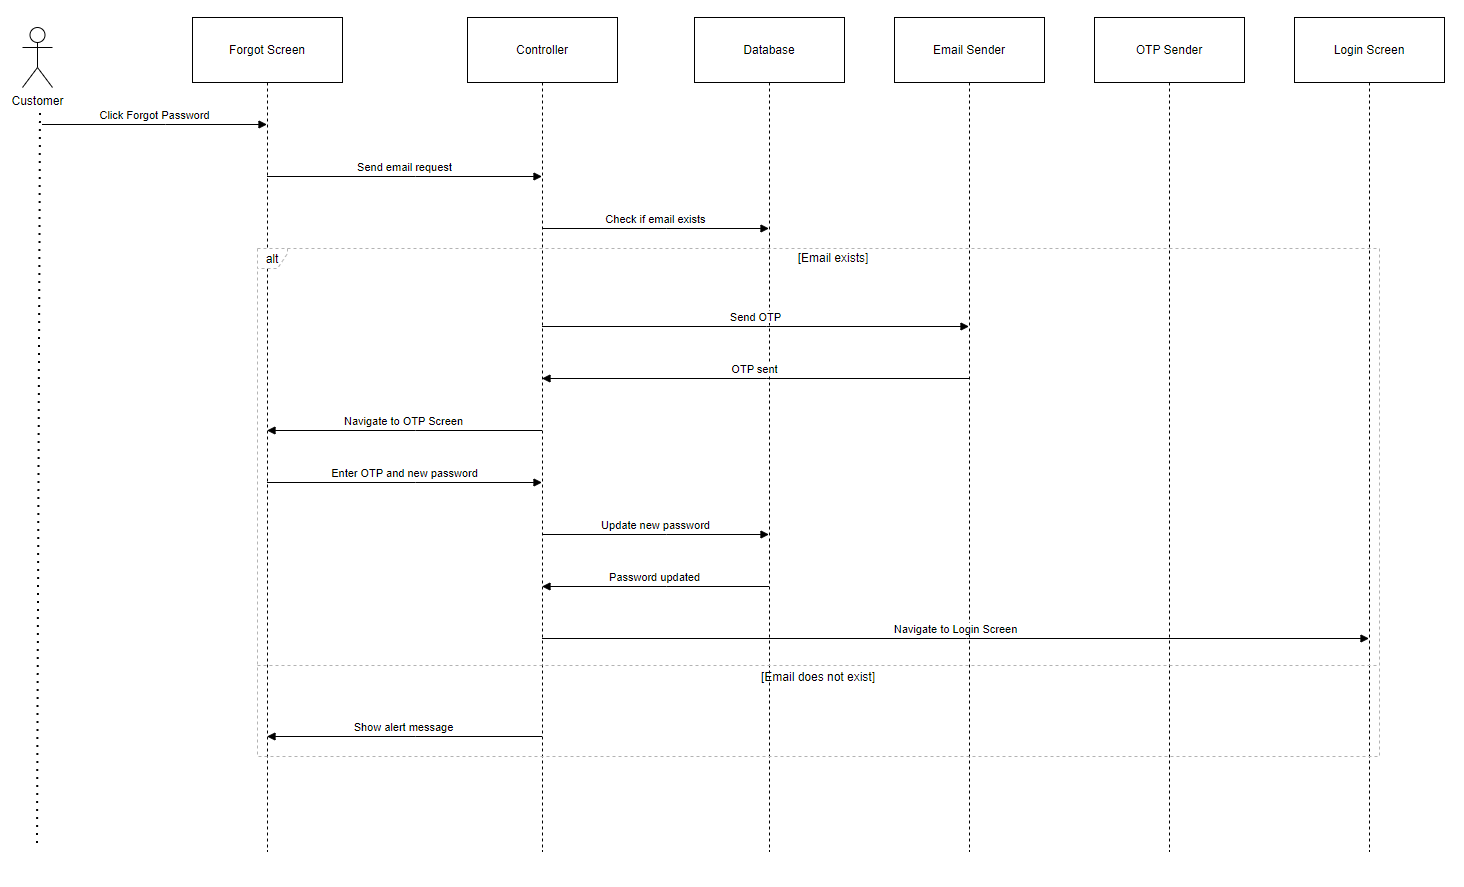 Forgot Screen
Controller
Database
Email Sender
OTP Sender
Login Screen
Customer
Click Forgot Password
Send email request
Check if email exists
alt
[Email exists]
Send OTP
OTP sent
Navigate to OTP Screen
Enter OTP and new password
Update new password
Password updated
Navigate to Login Screen
[Email does not exist]
Show alert message